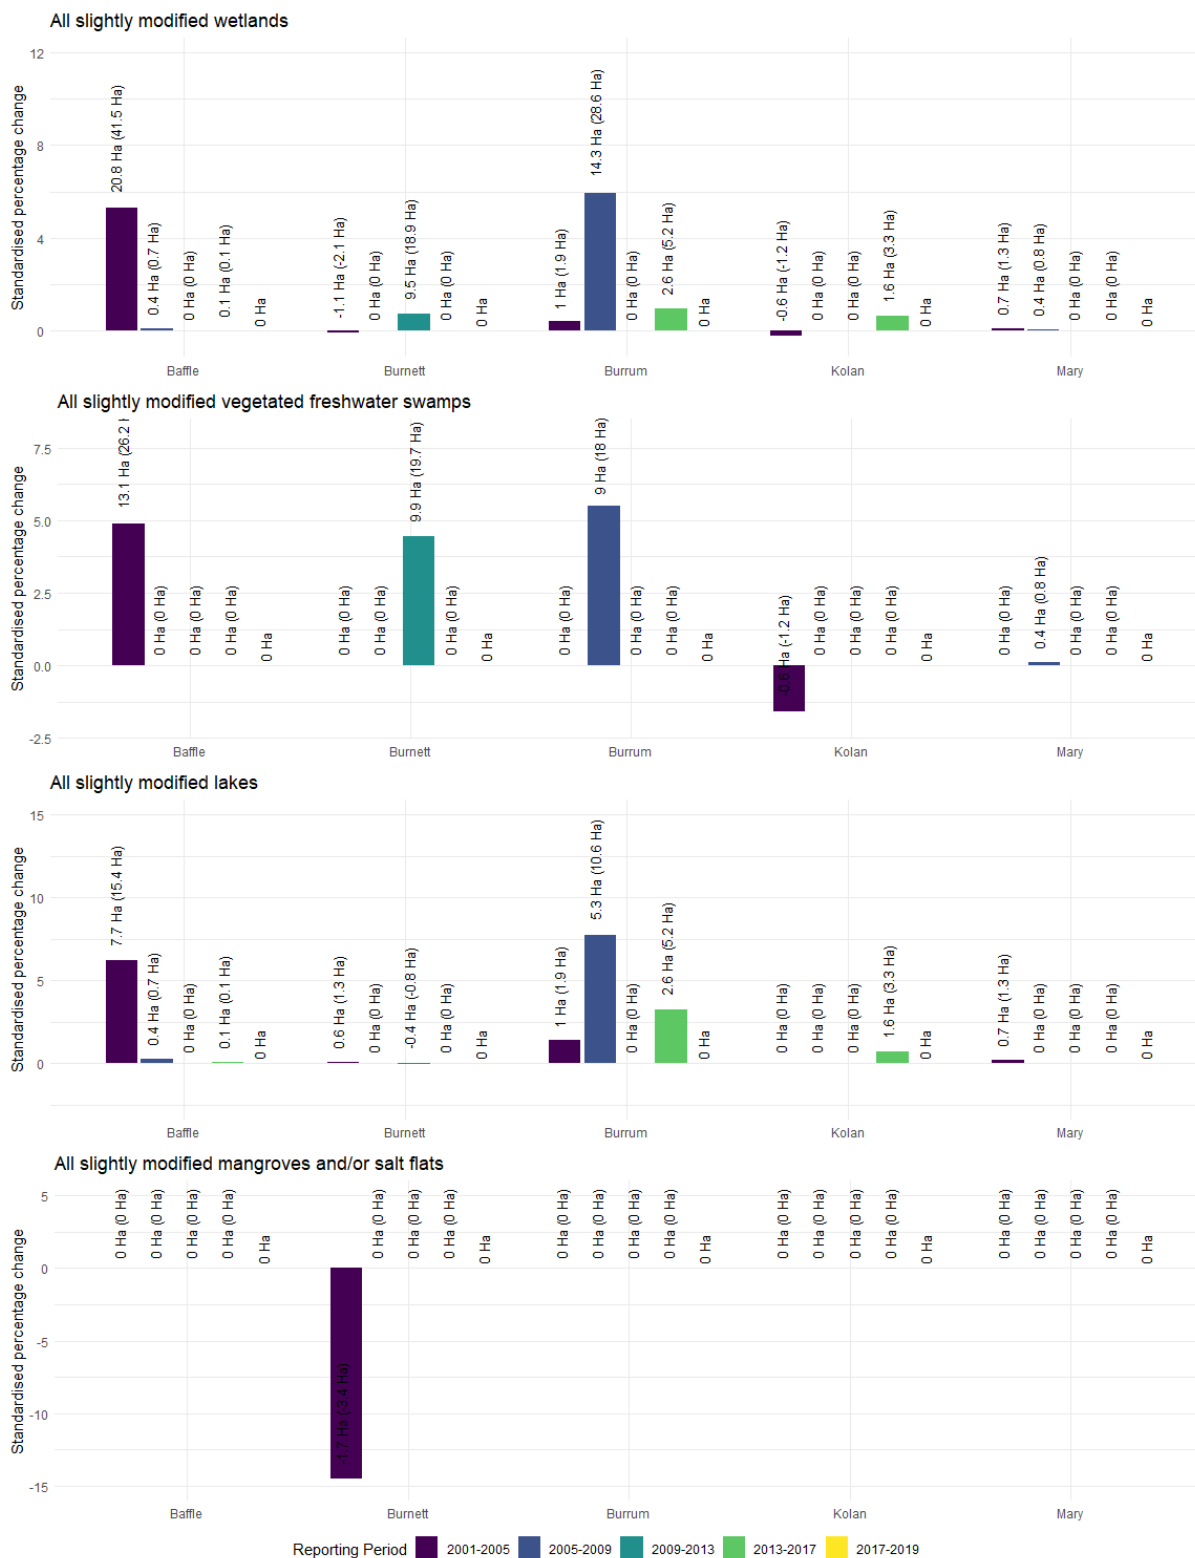 All slightly modified wetlands
Standardised percentage change
12
8
4
0
20.8 Ha (41.5 Ha)
0.4 Ha (0.7 Ha)
0 Ha (0 Ha)
0.1 Ha (0.1 Ha)
0 Ha
-1.1 Ha (-2.1 Ha)
0 Ha (0 Ha)
9.5 Ha (18.9 Ha)
0 Ha (0 Ha)
0 Ha
1 Ha (1.9 Ha)
14.3 Ha (28.6 Ha)
0 Ha (0 Ha)
2.6 Ha (5.2 Ha)
0 Ha
-0.6 Ha (-1.2 Ha)
0 Ha (0 Ha)
0 Ha (0 Ha)
1.6 Ha (3.3 Ha)
0 Ha
0.7 Ha (1.3 Ha)
0.4 Ha (0.8 Ha)
0 Ha (0 Ha)
0 Ha (0 Ha)
0 Ha
Baffle Burnett Burrum Kolan Mary
All slightly modified vegetated freshwater swamps
Standardised percentage change
7.5
5.0
2.5
0.0
-2.5
13.1 Ha (26.2
0 Ha (0 Ha)
0 Ha (0 Ha)
0 Ha (0 Ha)
0 Ha
0 Ha (0 Ha)
0 Ha (0 Ha)
9.9 Ha (19.7 Ha)
0 Ha (0 Ha)
0 Ha
0 Ha (0 Ha)
9 Ha (18 Ha)
0 Ha (0 Ha)
0 Ha (0 Ha)
0 Ha
-0.6 Ha (-1.2 Ha)
0 Ha (0 Ha)
0 Ha (0 Ha)
0 Ha (0 Ha)
0 Ha
0 Ha (0 Ha)
0.4 Ha (0.8 Ha)
0 Ha (0 Ha)
0 Ha (0 Ha)
0 Ha
Baffle Burnett Burrum Kolan Mary
All slightly modified lakes
Standardised percentage change
15
10
5
0
7.7 Ha (15.4 Ha)
0.4 Ha (0.7 Ha)
0 Ha (0 Ha)
0.1 Ha (0.1 Ha)
0 Ha
0.6 Ha (1.3 Ha)
0 Ha (0 Ha)
-0.4 Ha (-0.8 Ha)
0 Ha (0 Ha)
0 Ha
1 Ha (1.9 Ha)
5.3 Ha (10.6 Ha)
0 Ha (0 Ha)
2.6 Ha (5.2 Ha)
0 Ha
0 Ha (0 Ha)
0 Ha (0 Ha)
0 Ha (0 Ha)
1.6 Ha (3.3 Ha)
0 Ha
0.7 Ha (1.3 Ha)
0 Ha (0 Ha)
0 Ha (0 Ha)
0 Ha (0 Ha)
0 Ha
Baffle Burnett Burrum Kolan Mary
All slightly modified mangroves and/or salt flats
Standardised percentage change
5
0
-5
-10
-15
0 Ha (0 Ha)
0 Ha (0 Ha)
0 Ha (0 Ha)
0 Ha (0 Ha)
0 Ha
-1.7 Ha (-3.4 Ha)
0 Ha (0 Ha)
0 Ha (0 Ha)
0 Ha (0 Ha)
0 Ha
0 Ha (0 Ha)
0 Ha (0 Ha)
0 Ha (0 Ha)
0 Ha (0 Ha)
0 Ha
0 Ha (0 Ha)
0 Ha (0 Ha)
0 Ha (0 Ha)
0 Ha (0 Ha)
0 Ha
0 Ha (0 Ha)
0 Ha (0 Ha)
0 Ha (0 Ha)
0 Ha (0 Ha)
0 Ha
Baffle Burnett Burrum Kolan Mary
Reporting Period 2001-2005 2005-2009 2009-2013 2013-2017 2017-2019